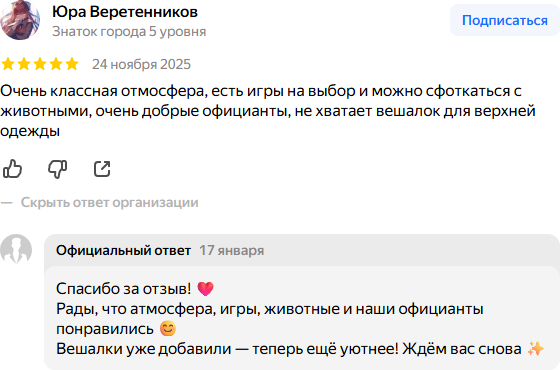 Юра Веретенников
Знаток города 5 уровня
Подписаться
24 ноября 2025
Очень классная атмосфера, есть игры на выбор и можно сфоткаться с
животными, очень добрые официанты, не хватает вешалок для верхней
одежды
— Скрыть ответ организации
Официальный ответ 17 января
Спасибо за отзыв! ❤️
Рады, что атмосфера, игры, животные и наши официанты
понравились 😊
Вешалки уже добавили — теперь ещё уютнее! Ждём вас снова ✨